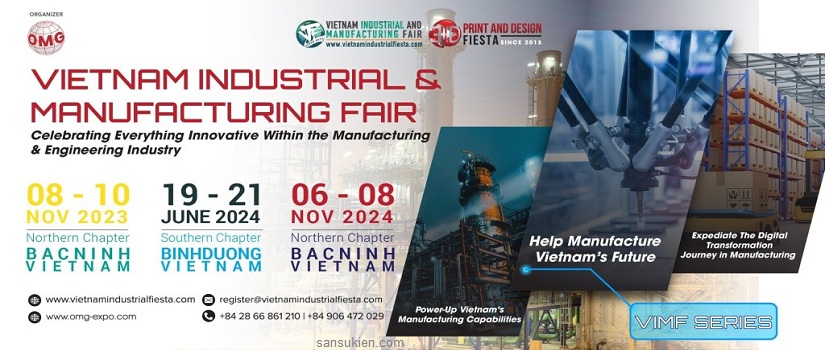 ORGANIZER
OMG
VIETNAM INDUSTRIAL AND
MANUFACTURING FAIR
www.vietnamindustrialfiesta.com
3D PRINT AND DESIGN
FIESTA SINCE 2013
VIETNAM INDUSTRIAL &
MANUFACTURING FAIR
Celebrating Everything Innovative Within the Manufacturing
& Engineering Industry
08 - 10
NOV 2023
Northern Chapter
BACNINH
VIETNAM
19 - 21
JUNE 2024
Southern Chapter
BINHDUONG
VIETNAM
06 - 08
NOV 2024
Northern Chapter
BACNINH
VIETNAM
www.vietnamindustrialfiesta.com
register@vietnamindustrialfiesta.com
www.omg-expo.com
+84 28 66 861 210 | +84 906 472 029
Power-Up Vietnam's
Manufacturing Capabilities
Help Manufacture
Vietnam's Future
Expediate The Digital
Transformation
Journey in Manufacturing
VIMF SERIES
sansukien.com